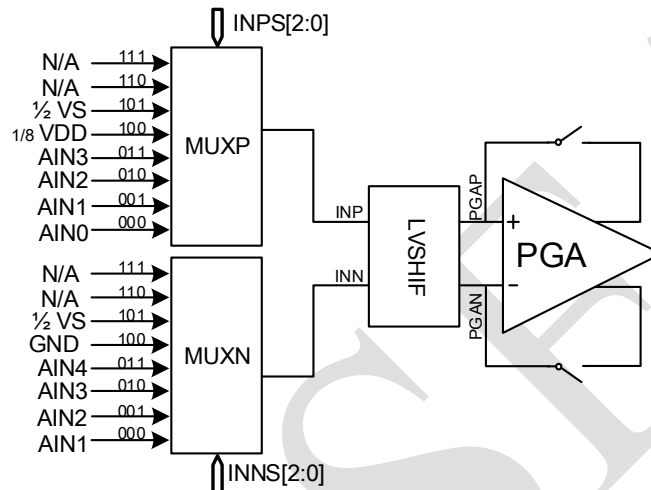 INPS[2:0]
N/A 111
N/A 110
½ VS 101
1/8 VDD 100
AIN3 011
AIN2 010
AIN1 001
AIN0 000
MUXP
N/A 111
N/A 110
½ VS 101
GND 100
AIN4 011
AIN3 010
AIN2 001
AIN1 000
MUXN
INNS[2:0]
INP
INN
LVSHIF
PGAP
PGAN
+
PGA
-